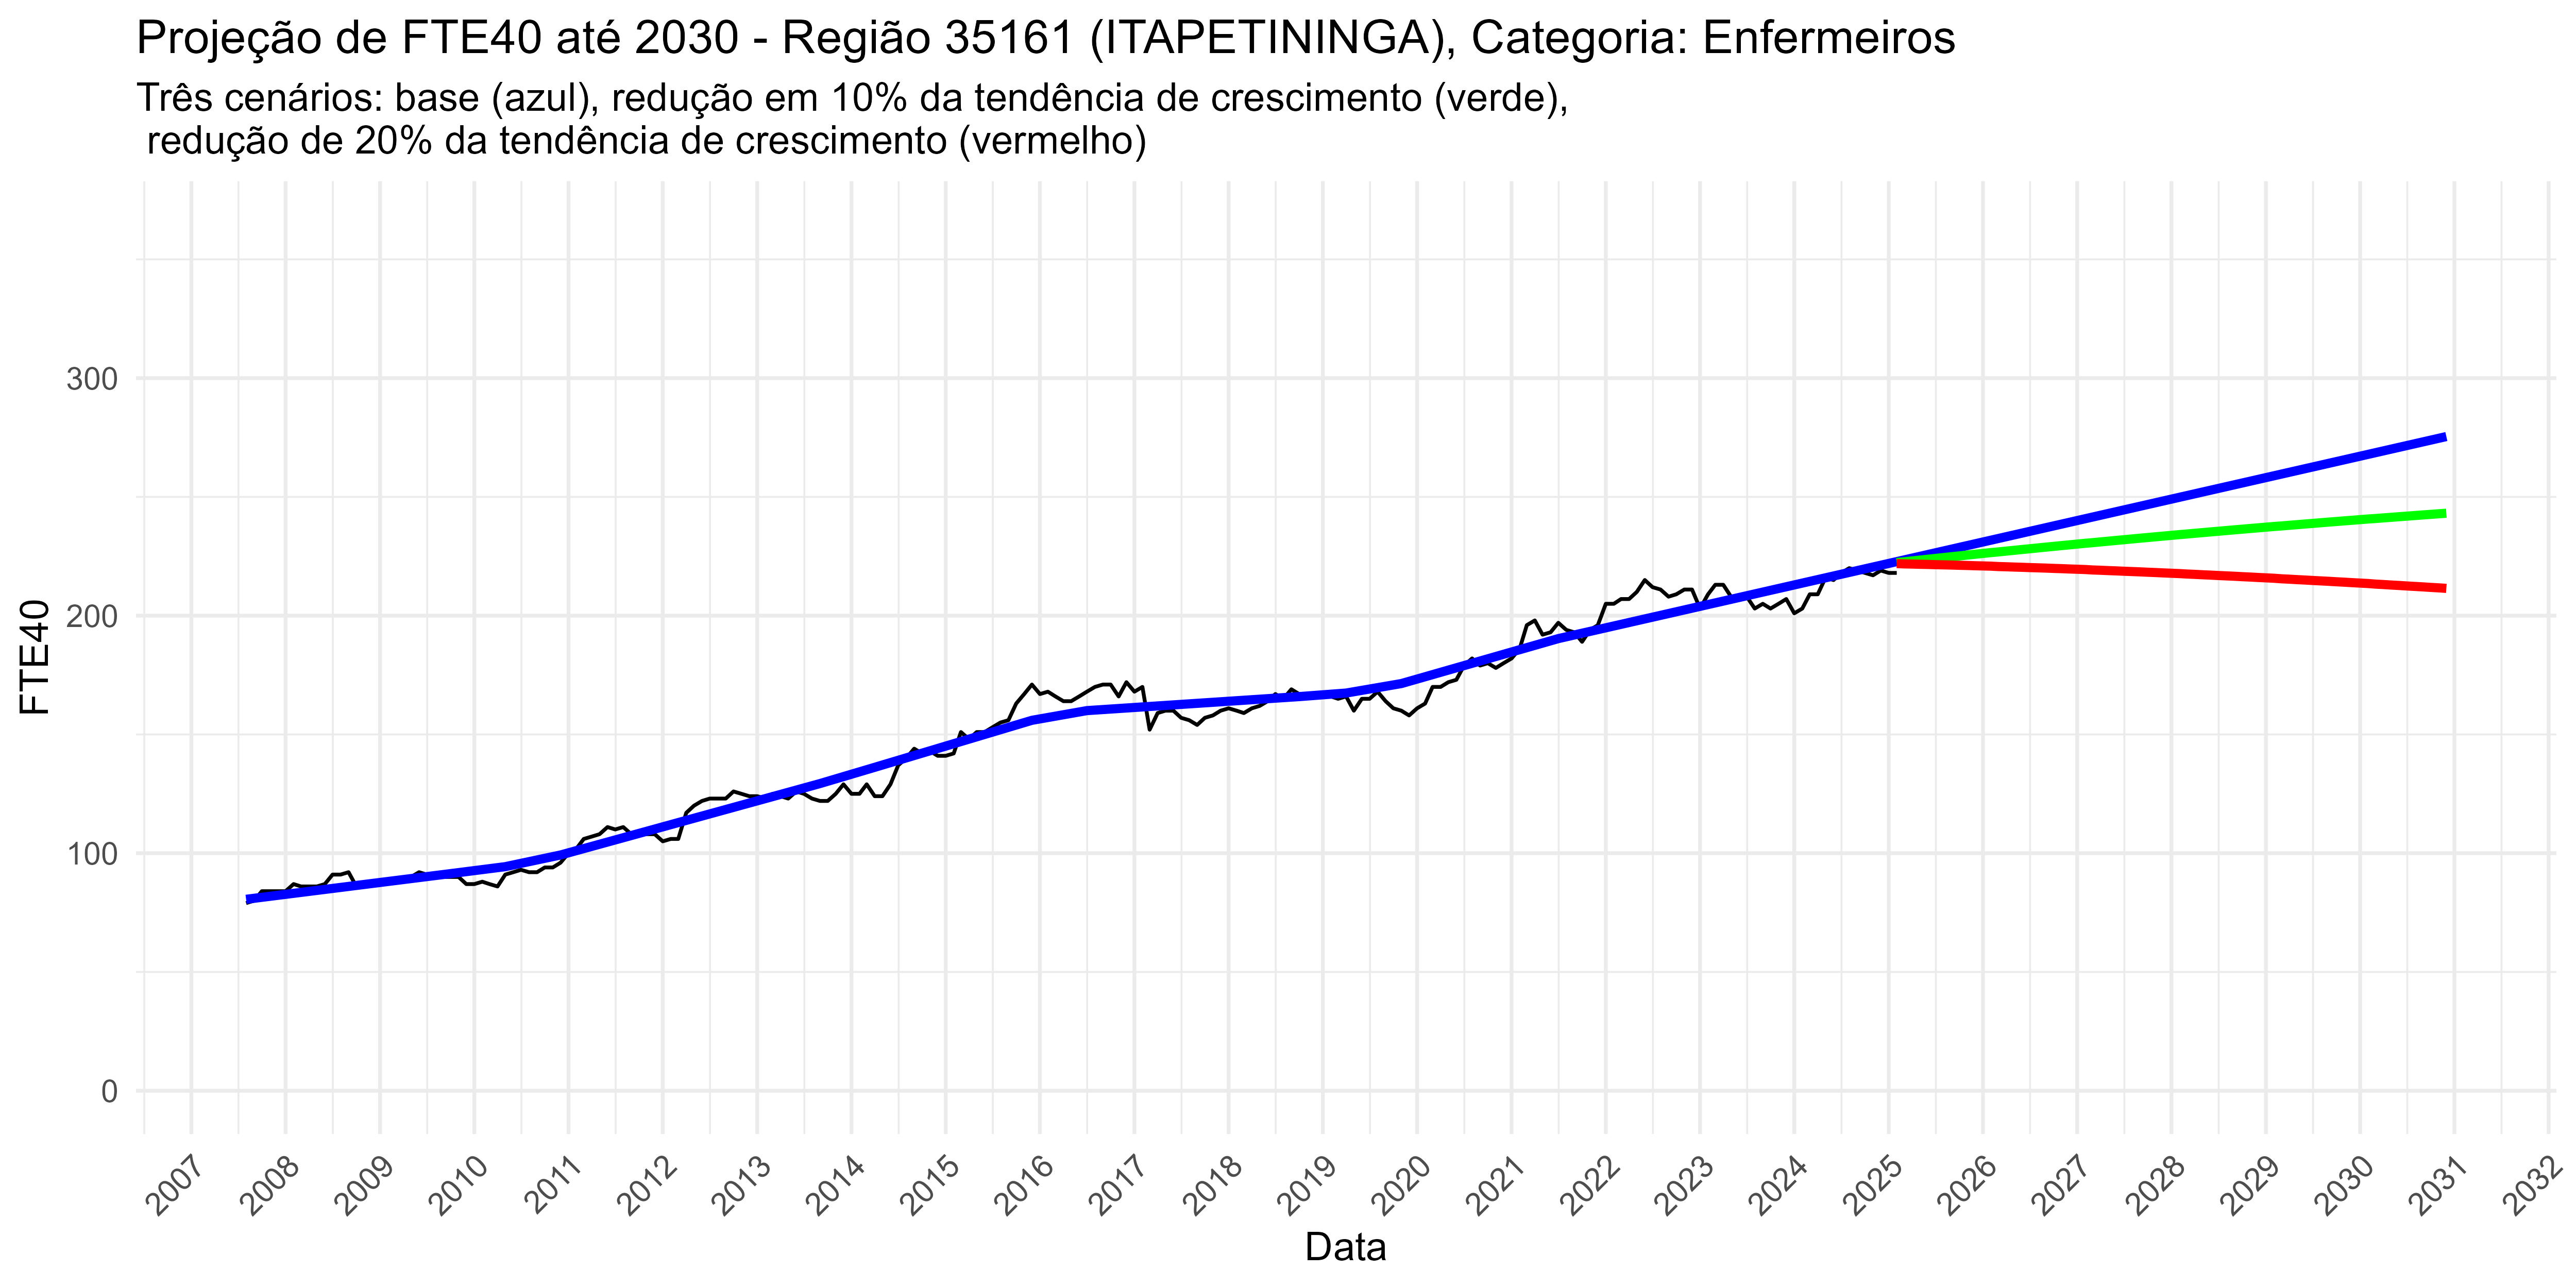 Projeção de FTE40 até 2030 - Região 35161 (ITAPETININGA), Categoria: Enfermeiros
Três cenários: base (azul), redução em 10% da tendência de crescimento (verde),
redução de 20% da tendência de crescimento (vermelho)
FTE40
300
200
100
0
2007 2008 2009 2010 2011 2012 2013 2014 2015 2016 2017 2018 2019 2020 2021 2022 2023 2024 2025 2026 2027 2028 2029 2030 2031 2032
Data